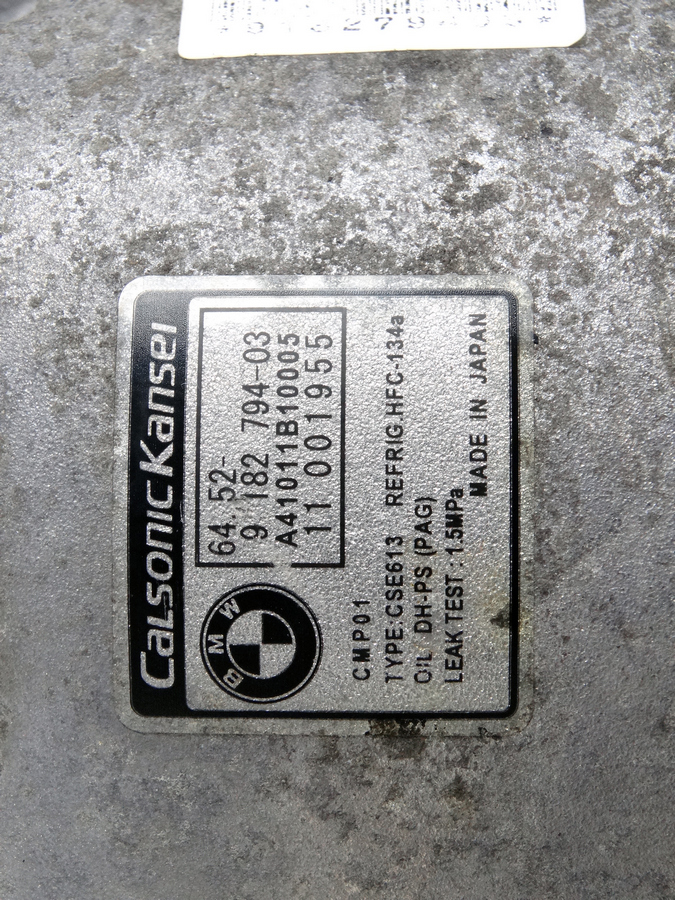 CalsonicKansei
BMW
64.52-
9 182 794-03
A41011B10005
11 001955
CMP01
TYPE:CSE613 REFRIG.HFC-134a
OIL DH-PS (PAG)
LEAK TEST : 1.5MPa
MADE IN JAPAN